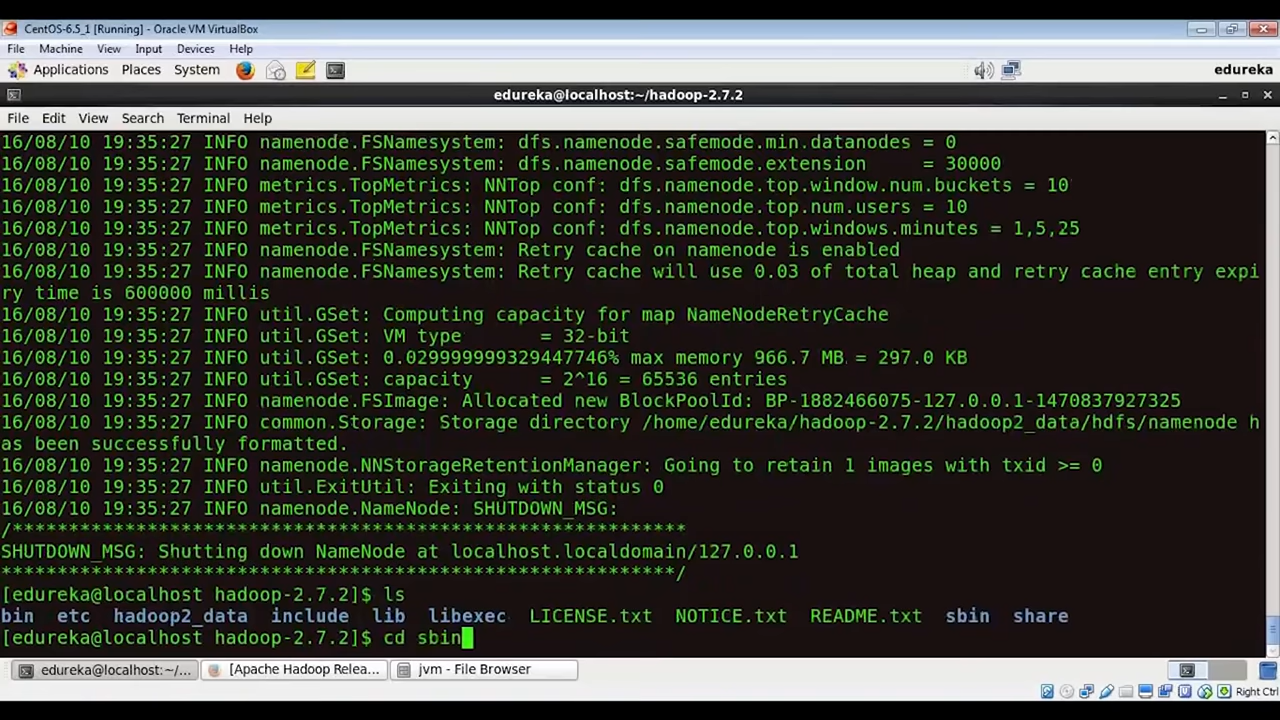 CentOS-6.5_1 [Running] - Oracle VM VirtualBox
File Machine View Input Devices Help
Applications Places System edureka
edureka@localhost:~/hadoop-2.7.2
File Edit View Search Terminal Help
16/08/10 19:35:27 INFO namenode.FSNamesystem: dfs.namenode.safemode.min.datanodes = 0
16/08/10 19:35:27 INFO namenode.FSNamesystem: dfs.namenode.safemode.extension     = 30000
16/08/10 19:35:27 INFO metrics.TopMetrics: NNTop conf: dfs.namenode.top.window.num.buckets = 10
16/08/10 19:35:27 INFO metrics.TopMetrics: NNTop conf: dfs.namenode.top.num.users = 10
16/08/10 19:35:27 INFO metrics.TopMetrics: NNTop conf: dfs.namenode.top.windows.minutes = 1,5,25
16/08/10 19:35:27 INFO namenode.FSNamesystem: Retry cache on namenode is enabled
16/08/10 19:35:27 INFO namenode.FSNamesystem: Retry cache will use 0.03 of total heap and retry cache entry expi
ry time is 600000 millis
16/08/10 19:35:27 INFO util.GSet: Computing capacity for map NameNodeRetryCache
16/08/10 19:35:27 INFO util.GSet: VM type       = 32-bit
16/08/10 19:35:27 INFO util.GSet: 0.029999999329447746% max memory 966.7 MB = 297.0 KB
16/08/10 19:35:27 INFO util.GSet: capacity      = 2^16 = 65536 entries
16/08/10 19:35:27 INFO namenode.FSImage: Allocated new BlockPoolId: BP-1882466075-127.0.0.1-1470837927325
16/08/10 19:35:27 INFO common.Storage: Storage directory /home/edureka/hadoop-2.7.2/hadoop2_data/hdfs/namenode h
as been successfully formatted.
16/08/10 19:35:27 INFO namenode.NNStorageRetentionManager: Going to retain 1 images with txid >= 0
16/08/10 19:35:27 INFO util.ExitUtil: Exiting with status 0
16/08/10 19:35:27 INFO namenode.NameNode: SHUTDOWN_MSG:
/************************************************************
SHUTDOWN_MSG: Shutting down NameNode at localhost.localdomain/127.0.0.1
************************************************************/
[edureka@localhost hadoop-2.7.2]$ ls
bin  etc  hadoop2_data  include  lib  libexec  LICENSE.txt  NOTICE.txt  README.txt  sbin  share
[edureka@localhost hadoop-2.7.2]$ cd sbin
edureka@localhost:~/... [Apache Hadoop Relea... jvm - File Browser
Right Ctrl